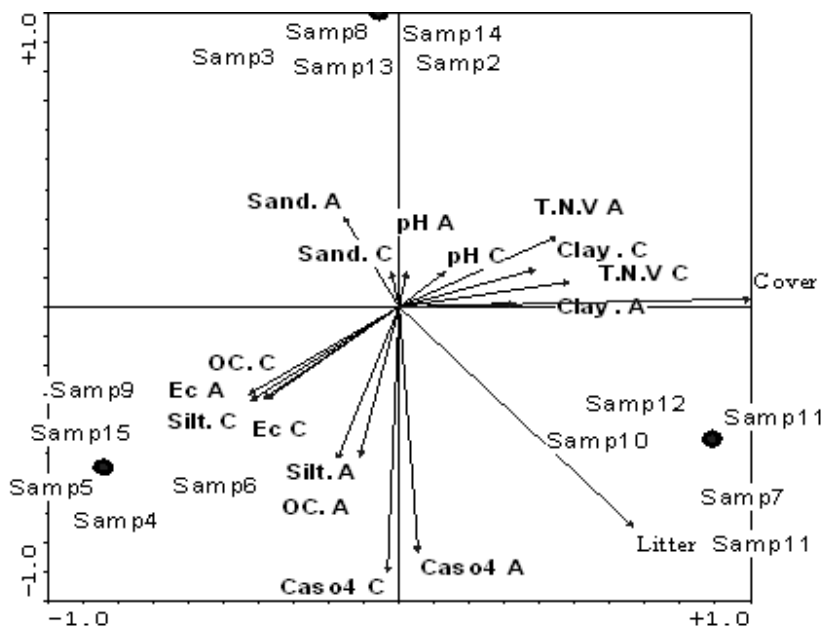 +1.0
Samp8
Samp14
Samp3
Samp13
Samp2
Sand. A
pH A
T.N.V A
Sand. C
pH C
Clay . C
T.N.V C
Cover
Clay . A
OC. C
Ec A
Samp9
Silt. C
Ec C
Samp15
Samp12
Samp11
Samp10
Silt. A
Samp5
Samp6
Samp7
OC. A
Samp4
Litter
Samp11
Caso4 A
Caso4 C
-1.0
-1.0
+1.0